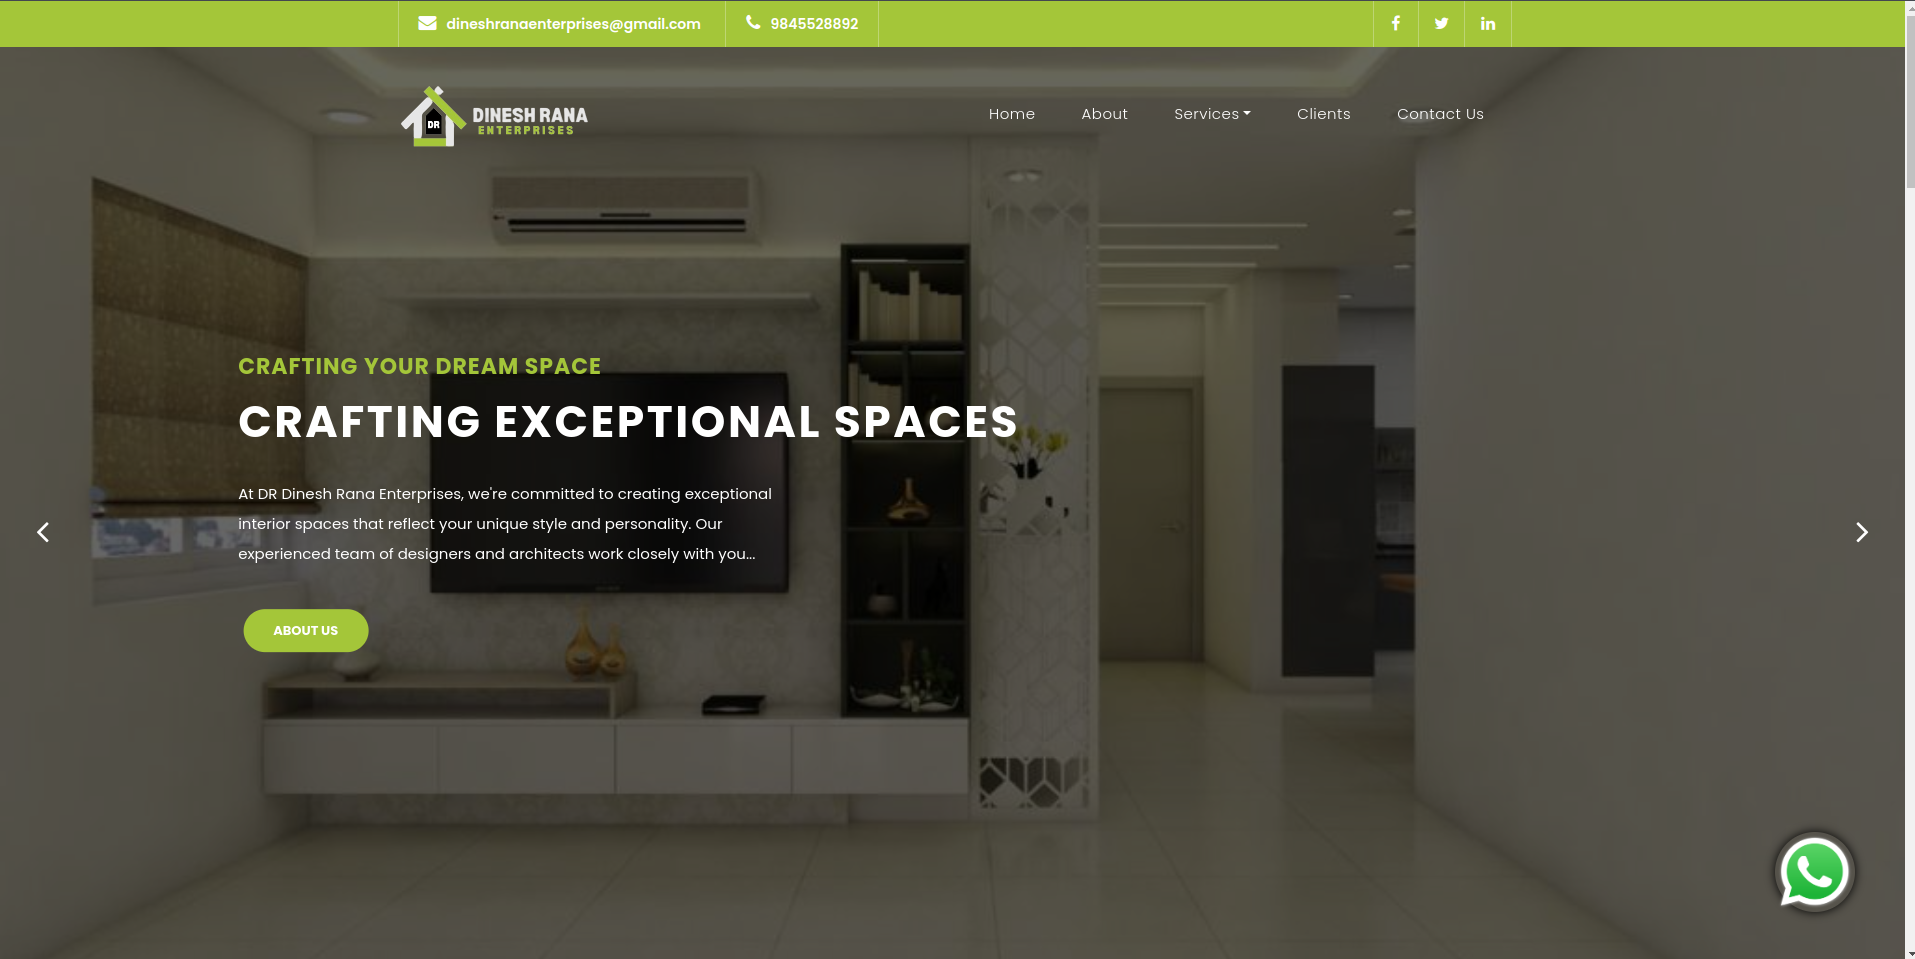 dineshranaenterprises@gmail.com
9845528892
DR
DINESH RANA
ENTERPRISES
Home
About
Services
Clients
Contact Us
CRAFTING YOUR DREAM SPACE
CRAFTING EXCEPTIONAL SPACES
At DR Dinesh Rana Enterprises, we're committed to creating exceptional
interior spaces that reflect your unique style and personality. Our
experienced team of designers and architects work closely with you...
ABOUT US